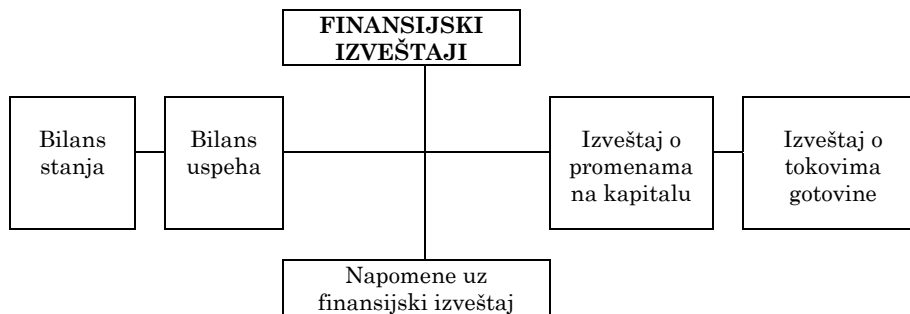 FINANSIJSKI
IZVEŠTAJI
Bilans
stanja
Bilans
uspeha
Izveštaj o
promenama
na kapitalu
Izveštaj o
tokovima
gotovine
Napomene uz
finansijski izveštaj